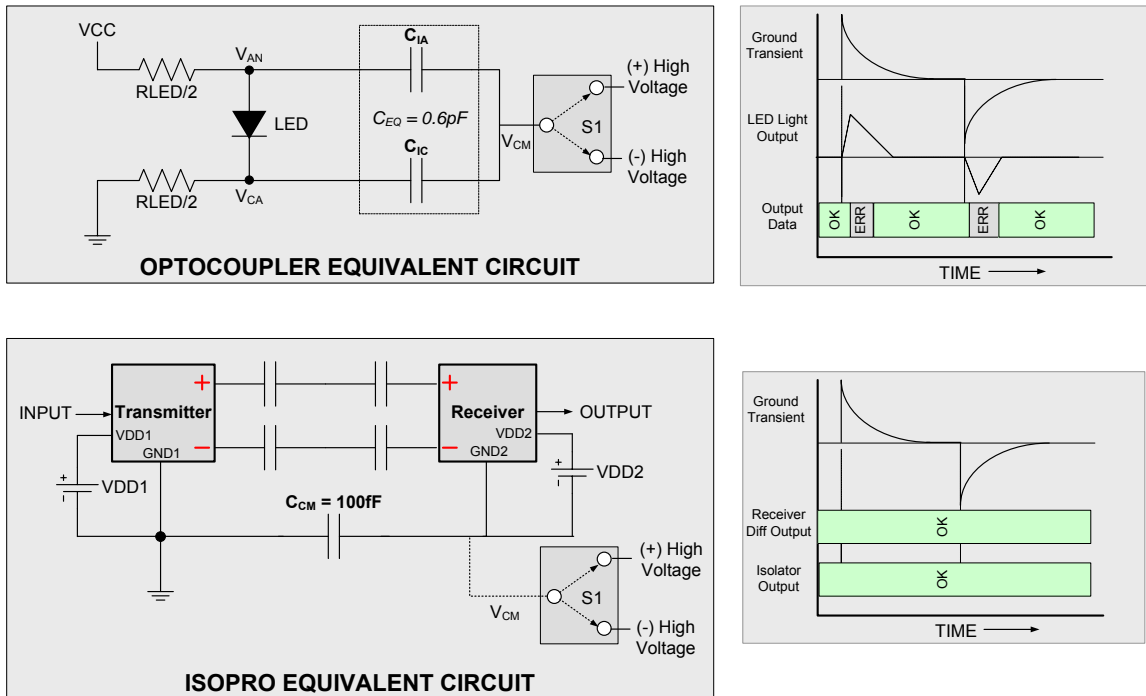 VCC
RLED/2
VAN
LED
VCA
RLED/2
CIA
CEQ = 0.6pF
CIC
VCM
S1
(+) High
Voltage
(-) High
Voltage
OPTOCOUPLER EQUIVALENT CIRCUIT
Ground
Transient
LED Light
Output
Output
Data
OK
ERR
OK
ERR
OK
TIME
INPUT
Transmitter
+
−
VDD1
GND1
+
-
VDD1
Receiver
+
−
VDD2
GND2
OUTPUT
+
-
VDD2
CCM = 100fF
VCM
S1
(+) High
Voltage
(-) High
Voltage
ISOPRO EQUIVALENT CIRCUIT
Ground
Transient
Receiver
Diff Output
OK
Isolator
Output
OK
TIME